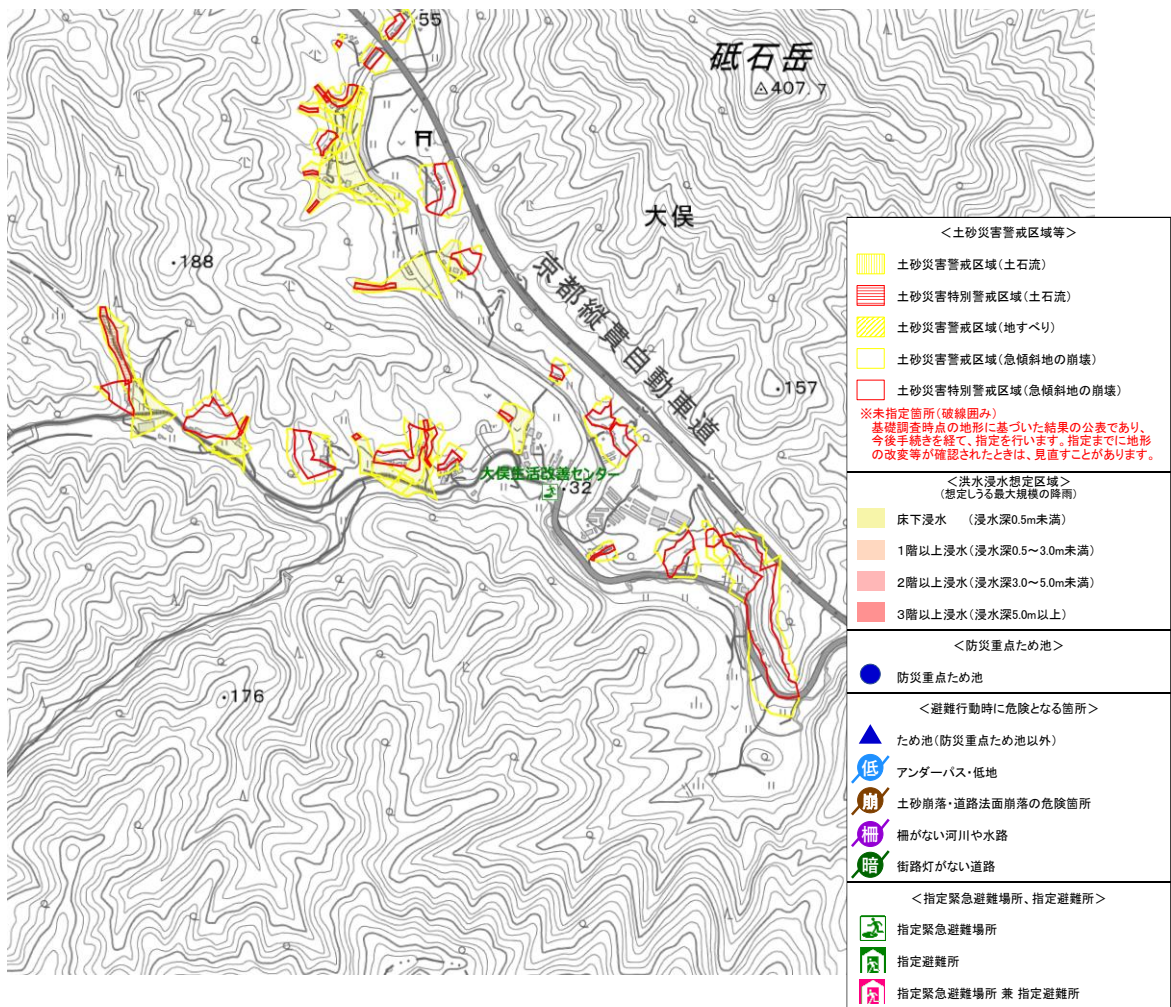 ・55
砥石岳
△407.7
大俣
・188
京都縦貫自動車道
・157
大俣生活改善センター
・32
・176
＜土砂災害警戒区域等＞
土砂災害警戒区域(土石流)
土砂災害特別警戒区域(土石流)
土砂災害警戒区域(地すべり)
土砂災害警戒区域(急傾斜地の崩壊)
土砂災害特別警戒区域(急傾斜地の崩壊)
※未指定箇所(破線囲み)
基礎調査時点の地形に基づいた結果の公表であり、
今後手続きを経て、指定を行います。指定までに地形
の改変等が確認されたときは、見直すことがあります。
＜洪水浸水想定区域＞
(想定しうる最大規模の降雨)
床下浸水　(浸水深0.5m未満)
1階以上浸水(浸水深0.5～3.0m未満)
2階以上浸水(浸水深3.0～5.0m未満)
3階以上浸水(浸水深5.0m以上)
＜防災重点ため池＞
防災重点ため池
＜避難行動時に危険となる箇所＞
ため池(防災重点ため池以外)
低 アンダーパス・低地
崩 土砂崩落・道路法面崩落の危険箇所
柵 柵がない河川や水路
暗 街路灯がない道路
＜指定緊急避難場所、指定避難所＞
指定緊急避難場所
指定避難所
指定緊急避難場所 兼 指定避難所